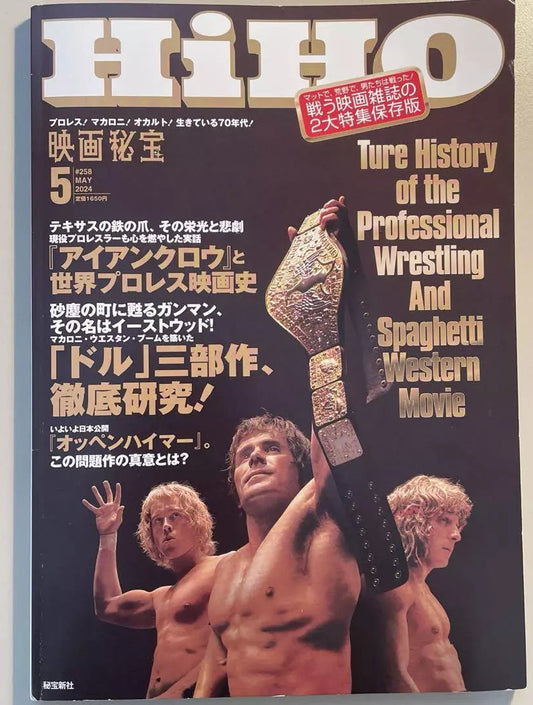 HiHO
マットで、荒野で、男たちは戦った!
戦う映画雑誌の
2大特集保存版
プロレス! マカロニ! オカルト! 生きている70年代!
映画秘宝
5
#258
MAY
2024
定価1650円
Ture History
of the
Professional
Wrestling
And
Spaghetti
Western
Movie
テキサスの鉄の爪、その栄光と悲劇
現役プロレスラーも心を燃やした実話
『アイアンクロウ』と
世界プロレス映画史
砂塵の町に甦るガンマン、
その名はイーストウッド!
マカロニ・ウエスタン・ブームを築いた
「ドル」三部作、
徹底研究!
いよいよ日本公開
『オッペンハイマー』。
この問題作の真意とは?
秘宝新社